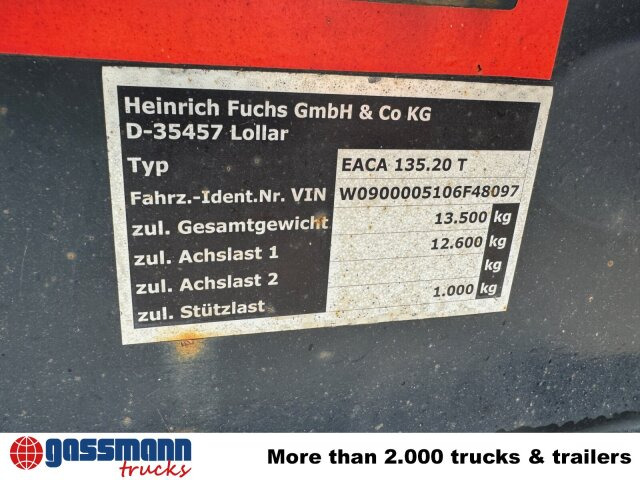 Heinrich Fuchs GmbH & Co KG
D-35457 Lollar
Typ EACA 135.20 T
Fahrz.-Ident.Nr. VIN W0900005106F48097
zul. Gesamtgewicht 13.500 kg
zul. Achslast 1 12.600 kg
zul. Achslast 2 kg
zul. Stützlast 1.000 kg
gassmann
trucks
More than 2.000 trucks & trailers